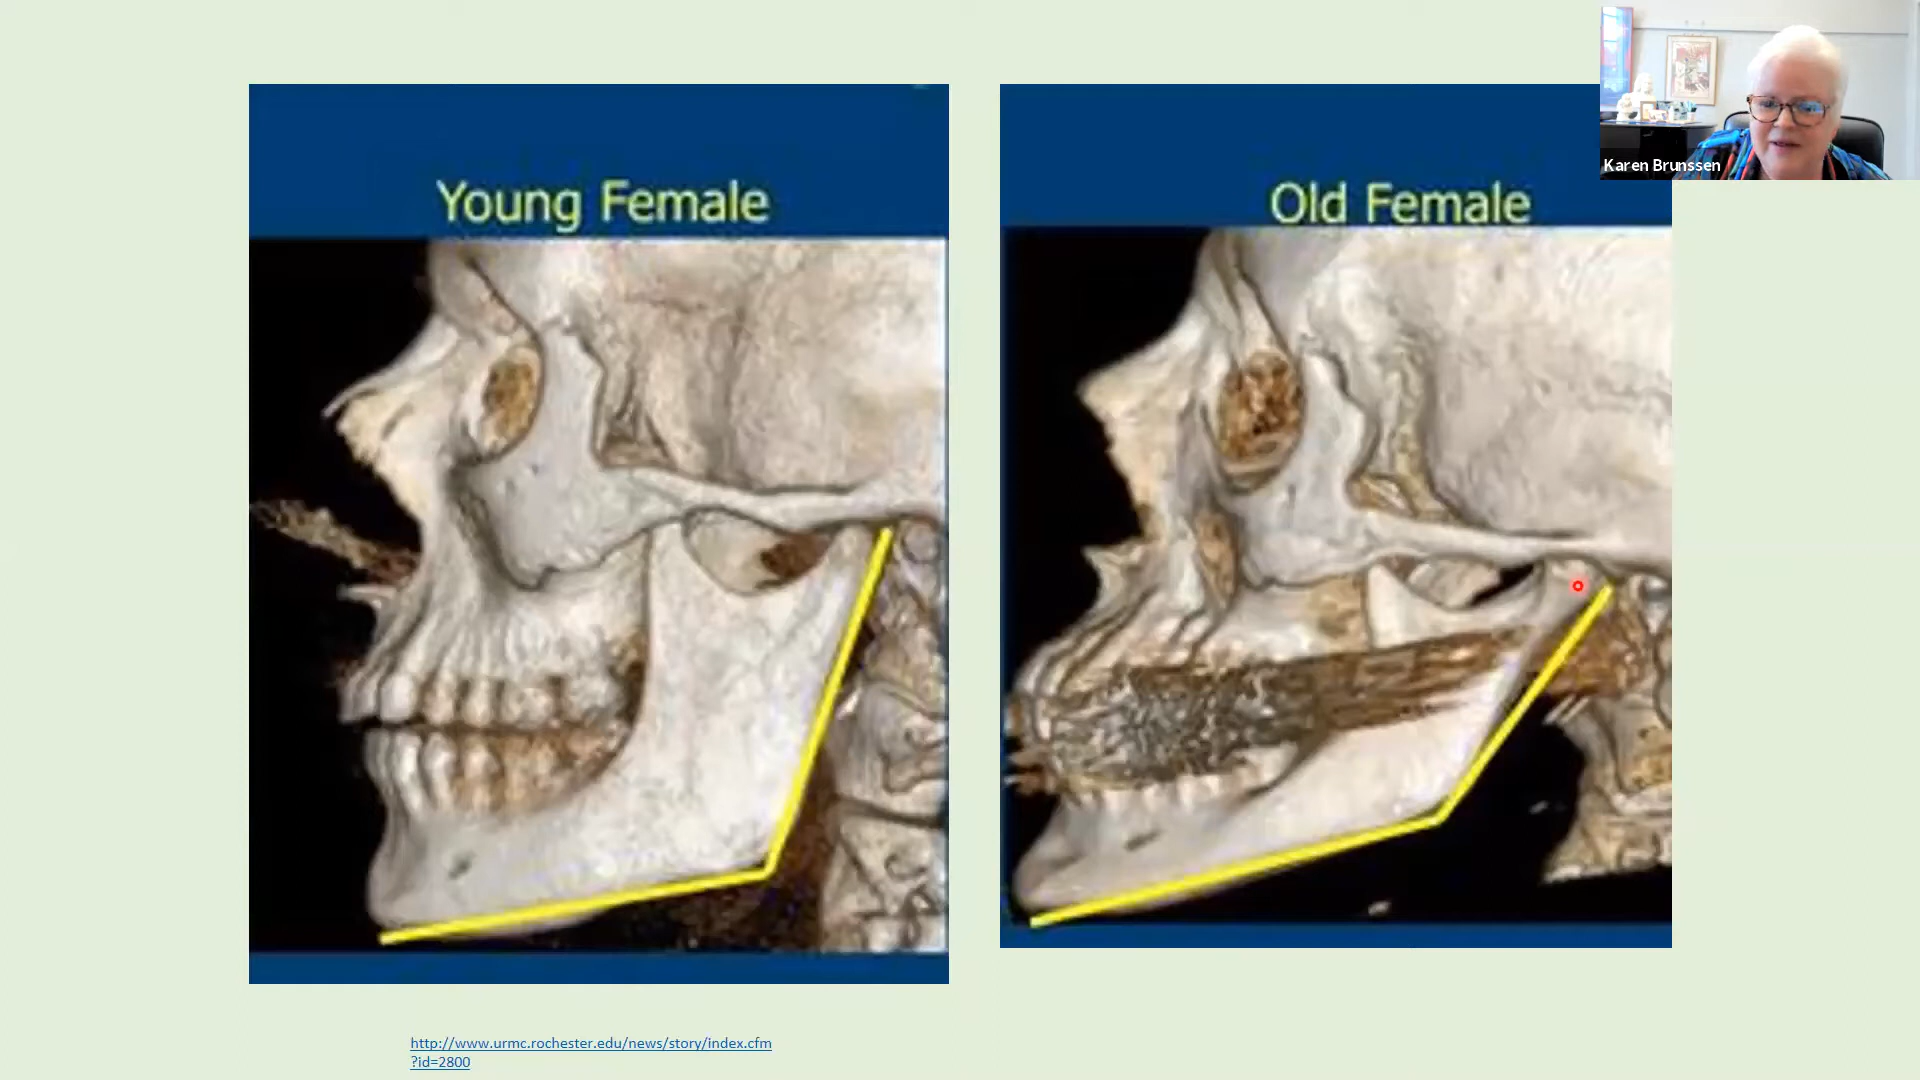 Young Female
Old Female
Karen Brunssen
http://www.urmc.rochester.edu/news/story/index.cfm
?id=2800